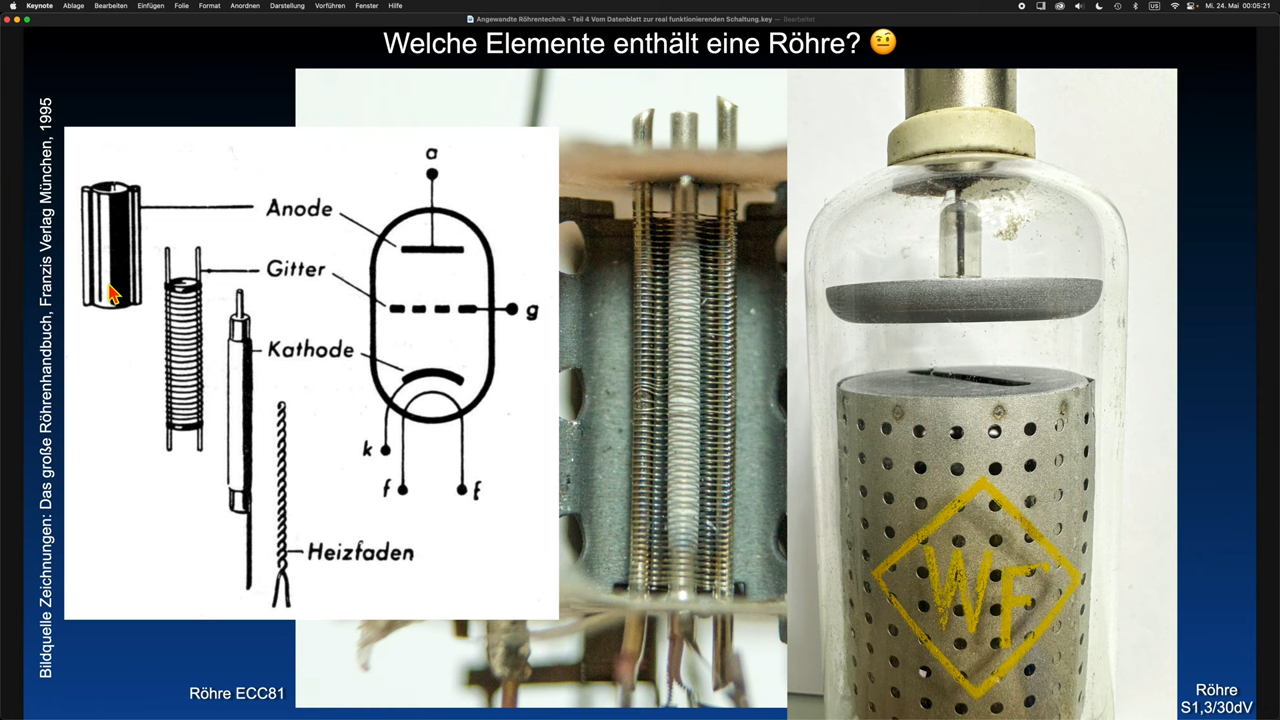 Keynote Ablage Bearbeiten Einfügen Folie Format Anordnen Darstellung Vorführen Fenster Hilfe US Mi. 24. Mai 00:05:21
Angewandte Röhrentechnik - Teil 4 Vom Datenblatt zur real funktionierenden Schaltung.key — Bearbeitet
Welche Elemente enthält eine Röhre? 🤨
Bildquelle Zeichnungen: Das große Röhrenhandbuch, Franzis Verlag München, 1995
a
Anode
Gitter
g
Kathode
k
f f
Heizfaden
WF
Röhre ECC81
Röhre
S1,3/30dV